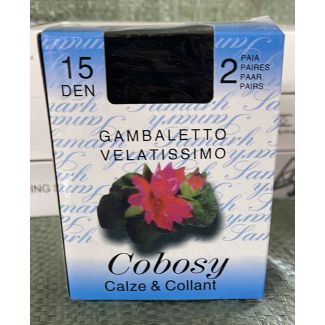 15
DEN
2
PAIA
PAIRES
PAAR
PAIRS
GAMBALETTO
VELATISSIMO
Cobosy
Calze & Collant